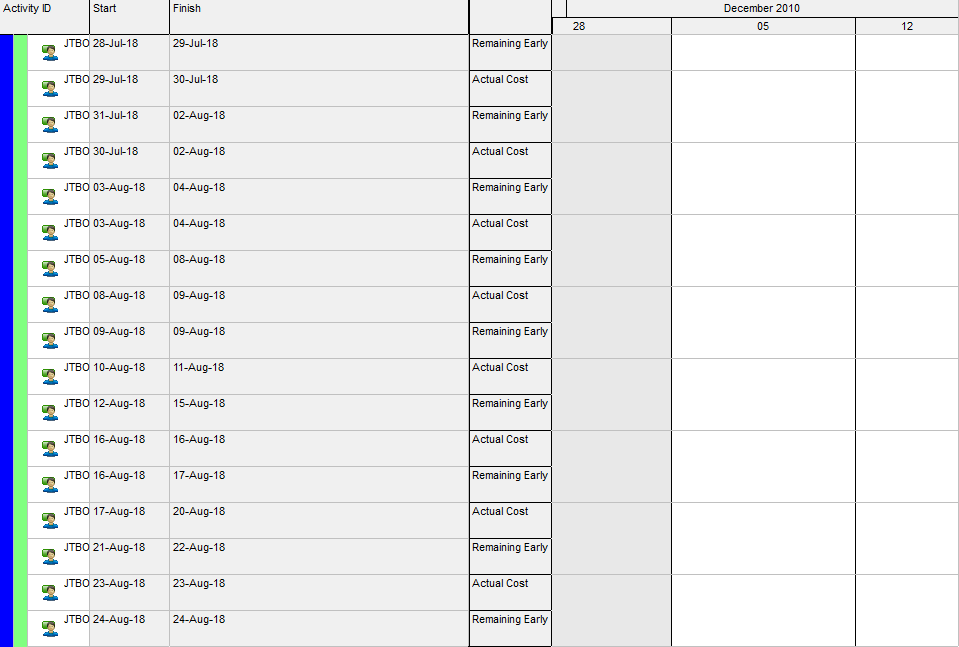 Activity ID Start Finish December 2010
28 05 12
JTBO 28-Jul-18 29-Jul-18 Remaining Early
JTBO 29-Jul-18 30-Jul-18 Actual Cost
JTBO 31-Jul-18 02-Aug-18 Remaining Early
JTBO 30-Jul-18 02-Aug-18 Actual Cost
JTBO 03-Aug-18 04-Aug-18 Remaining Early
JTBO 03-Aug-18 04-Aug-18 Actual Cost
JTBO 05-Aug-18 08-Aug-18 Remaining Early
JTBO 08-Aug-18 09-Aug-18 Actual Cost
JTBO 09-Aug-18 09-Aug-18 Remaining Early
JTBO 10-Aug-18 11-Aug-18 Actual Cost
JTBO 12-Aug-18 15-Aug-18 Remaining Early
JTBO 16-Aug-18 16-Aug-18 Actual Cost
JTBO 16-Aug-18 17-Aug-18 Remaining Early
JTBO 17-Aug-18 20-Aug-18 Actual Cost
JTBO 21-Aug-18 22-Aug-18 Remaining Early
JTBO 23-Aug-18 23-Aug-18 Actual Cost
JTBO 24-Aug-18 24-Aug-18 Remaining Early